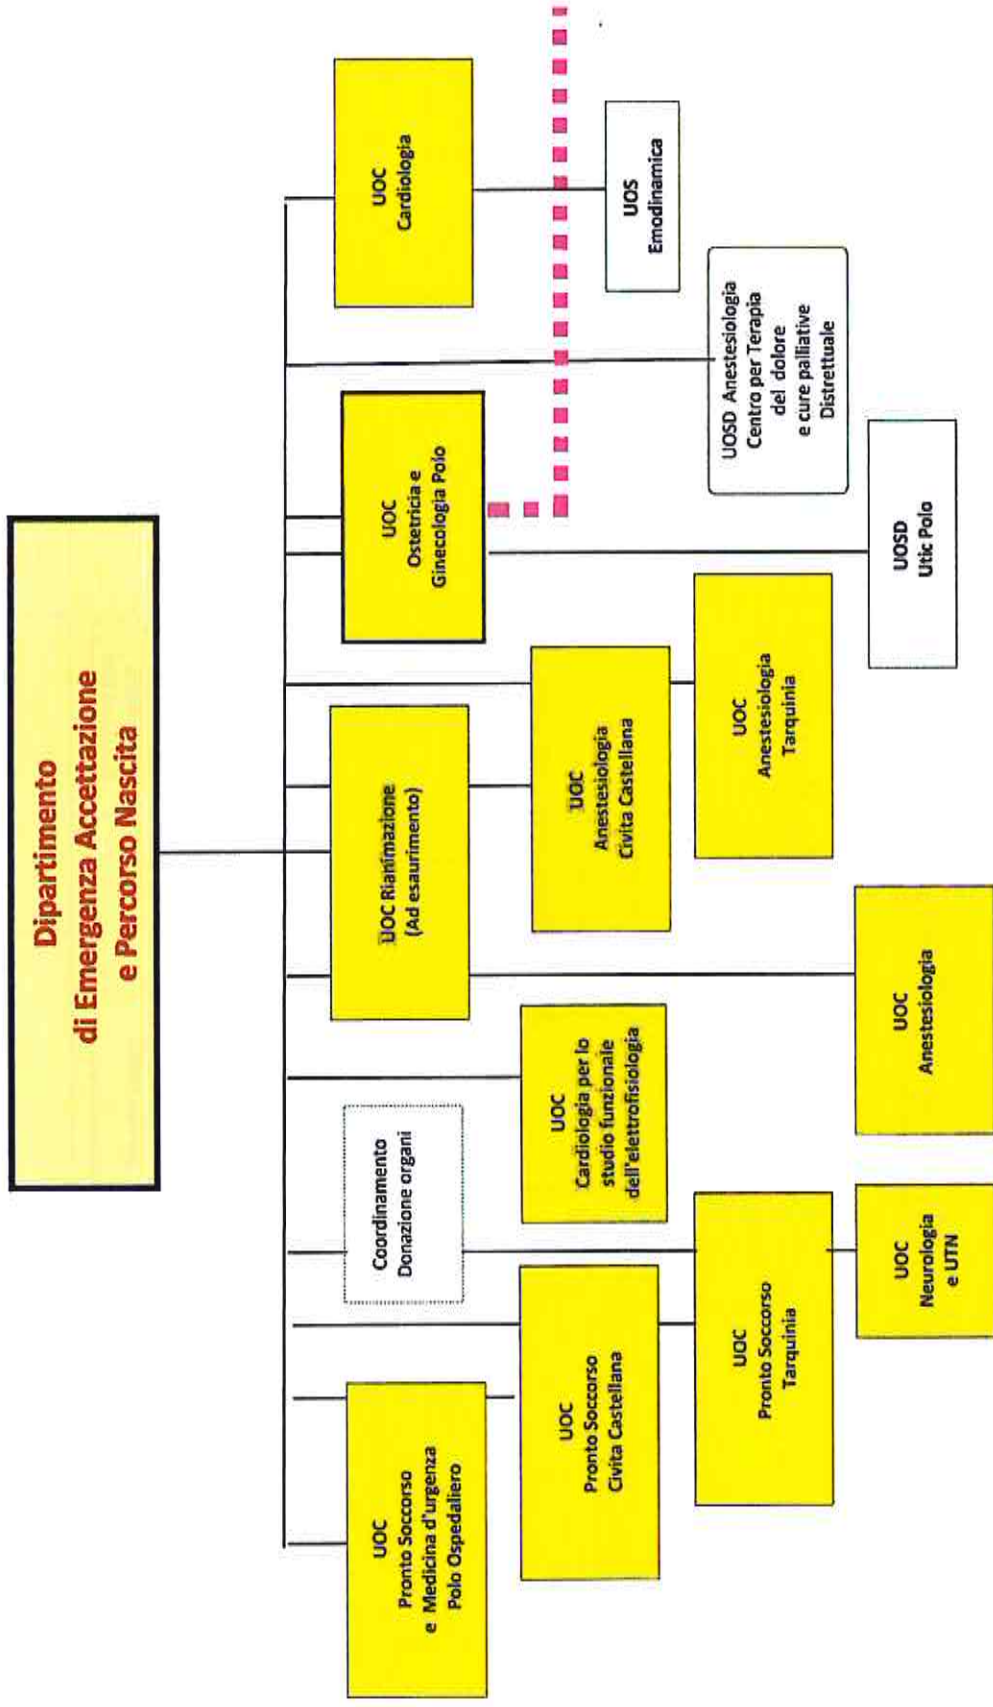 Dipartimento
di Emergenza Accettazione
e Percorso Nascita
UOC
Pronto Soccorso
e Medicina d'urgenza
Polo Ospedaliero
Coordinamento
Donazione organi
UOC Rianimazione
(Ad esaurimento)
UOC
Ostetricia e
Ginecologia Polo
UOC
Cardiologia
UOC
Pronto Soccorso
Civita Castellana
UOC
Cardiologia per lo
studio funzionale
dell'elettrofisiologia
UOC
Anestesiologia
Civita Castellana
UOS
Emodinamica
UOC
Pronto Soccorso
Tarquinia
UOC
Anestesiologia
Tarquinia
UOSD Anestesiologia
Centro per Terapia
del dolore
e cure palliative
Distrettuale
UOC
Neurologia
e UTN
UOC
Anestesiologia
UOSD
Utic Polo